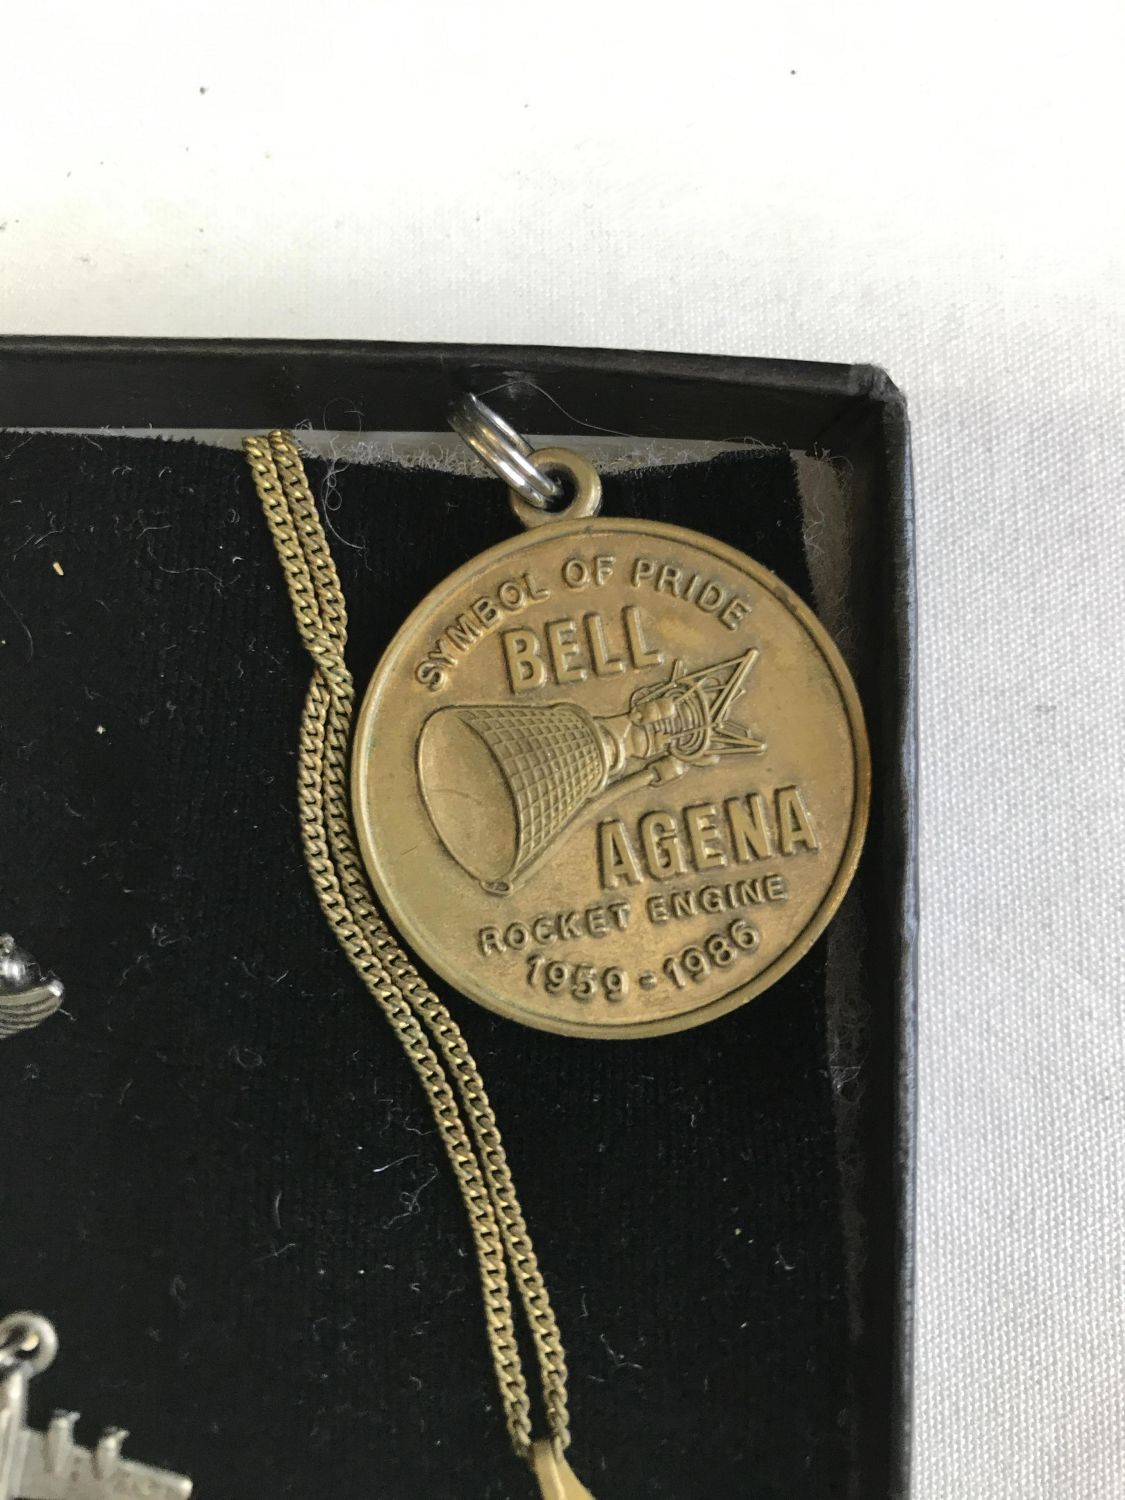 SYMBOL OF PRIDE
BELL
AGENA
ROCKET ENGINE
1959-1986